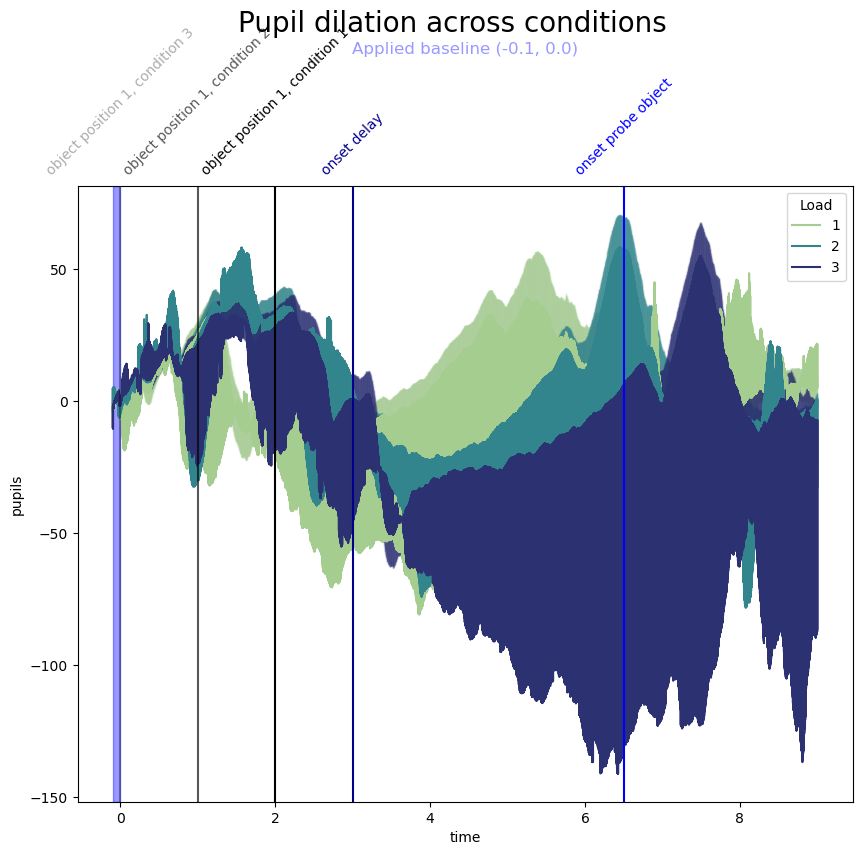 Pupil dilation across conditions
Applied baseline (-0.1, 0.0)
object position 1, condition 3
object position 1, condition 2
object position 1, condition 1
onset delay
onset probe object
Load
1
2
3
50
0
−50
−100
−150
pupils
0
2
4
6
8
time